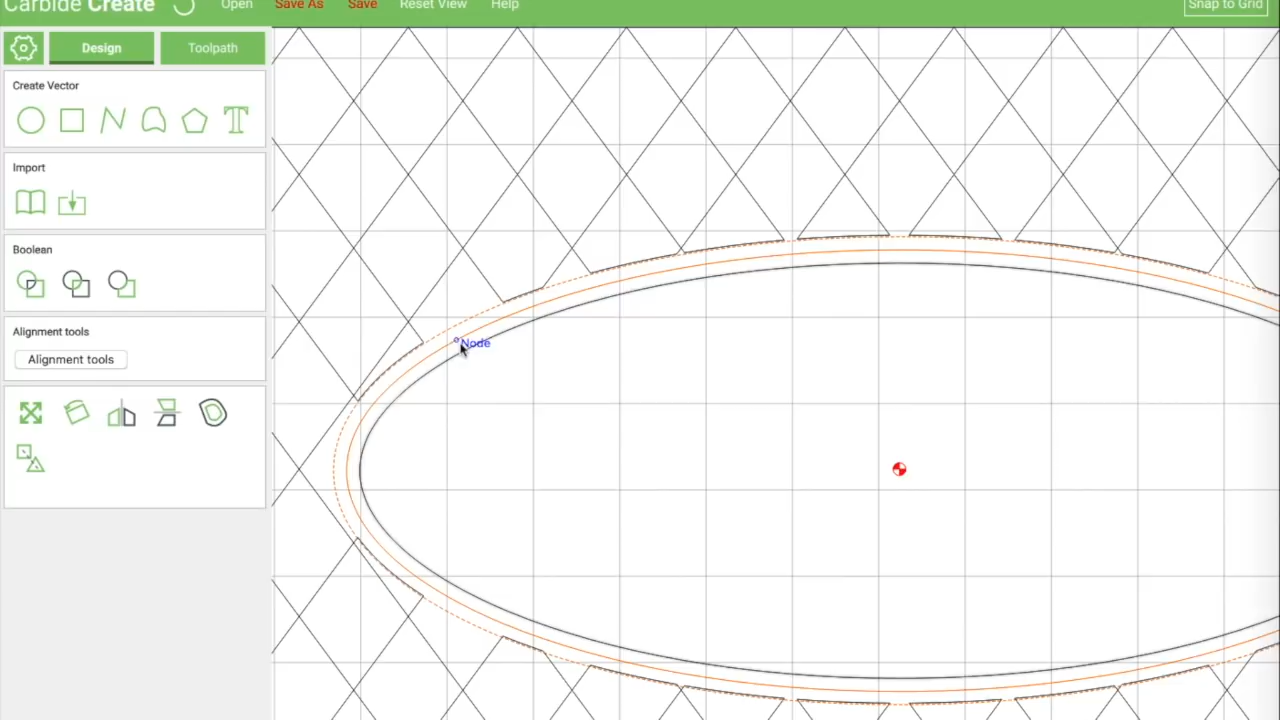 Carbide Create Open Save As Save Reset View Help Snap to Grid
Design Toolpath
Create Vector
Import
Boolean
Alignment tools
Alignment tools
Node